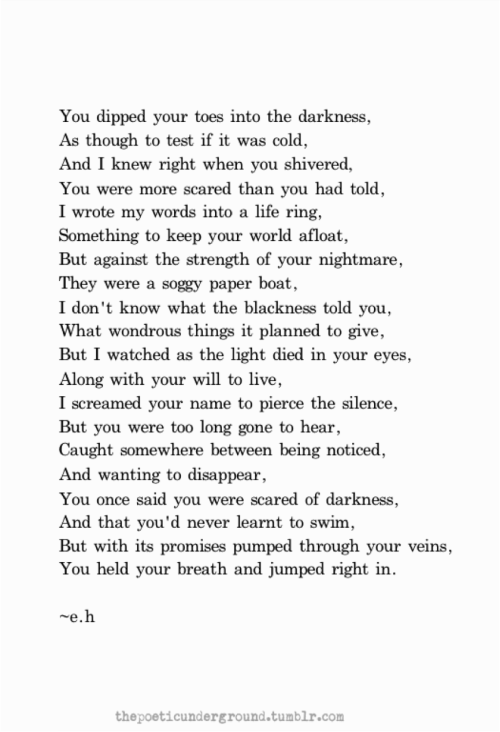 You dipped your toes into the darkness,
As though to test if it was cold,
And I knew right when you shivered,
You were more scared than you had told,
I wrote my words into a life ring,
Something to keep your world afloat,
But against the strength of your nightmare,
They were a soggy paper boat,
I don't know what the blackness told you,
What wondrous things it planned to give,
But I watched as the light died in your eyes,
Along with your will to live,
I screamed your name to pierce the silence,
But you were too long gone to hear,
Caught somewhere between being noticed,
And wanting to disappear,
You once said you were scared of darkness,
And that you'd never learnt to swim,
But with its promises pumped through your veins,
You held your breath and jumped right in.
~e.h
thepoeticunderground.tumblr.com